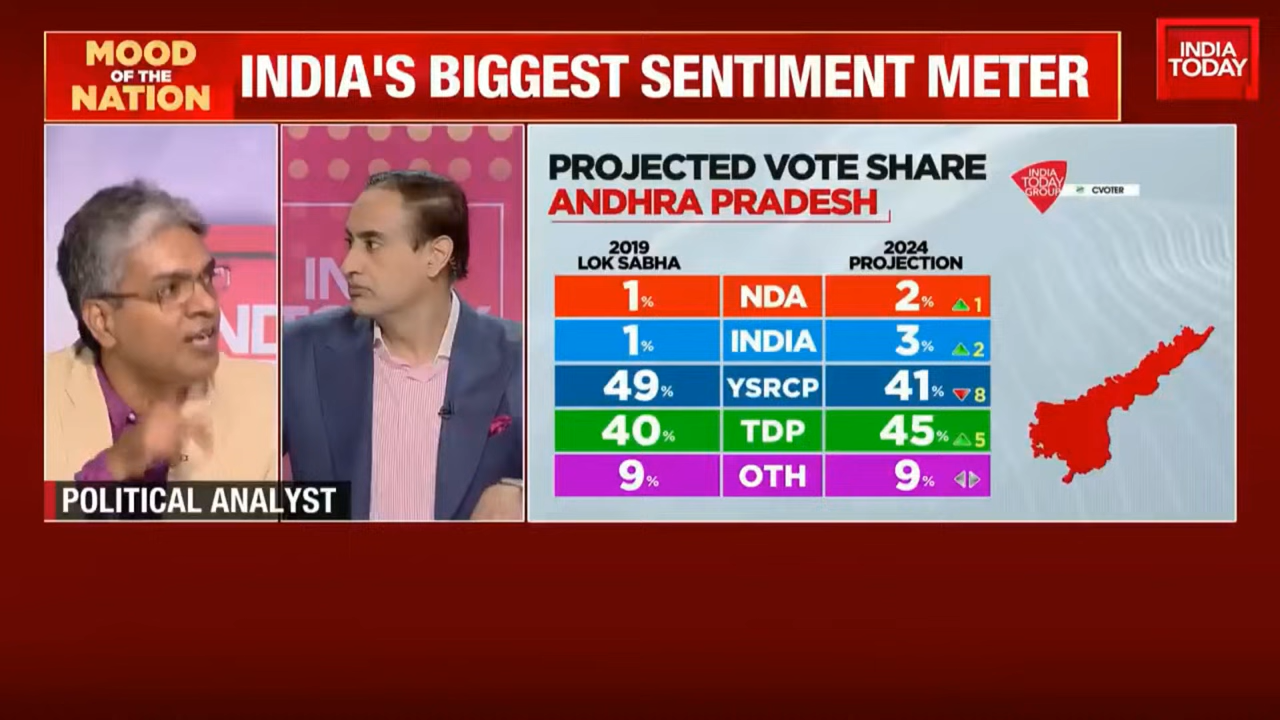 MOOD
OF THE
NATION
INDIA'S BIGGEST SENTIMENT METER
INDIA
TODAY
PROJECTED VOTE SHARE
ANDHRA PRADESH
INDIA
TODAY
GROUP
CVOTER
2019
LOK SABHA
2024
PROJECTION
1% NDA 2% 1
1% INDIA 3% 2
49% YSRCP 41% 8
40% TDP 45% 5
9% OTH 9%
POLITICAL ANALYST